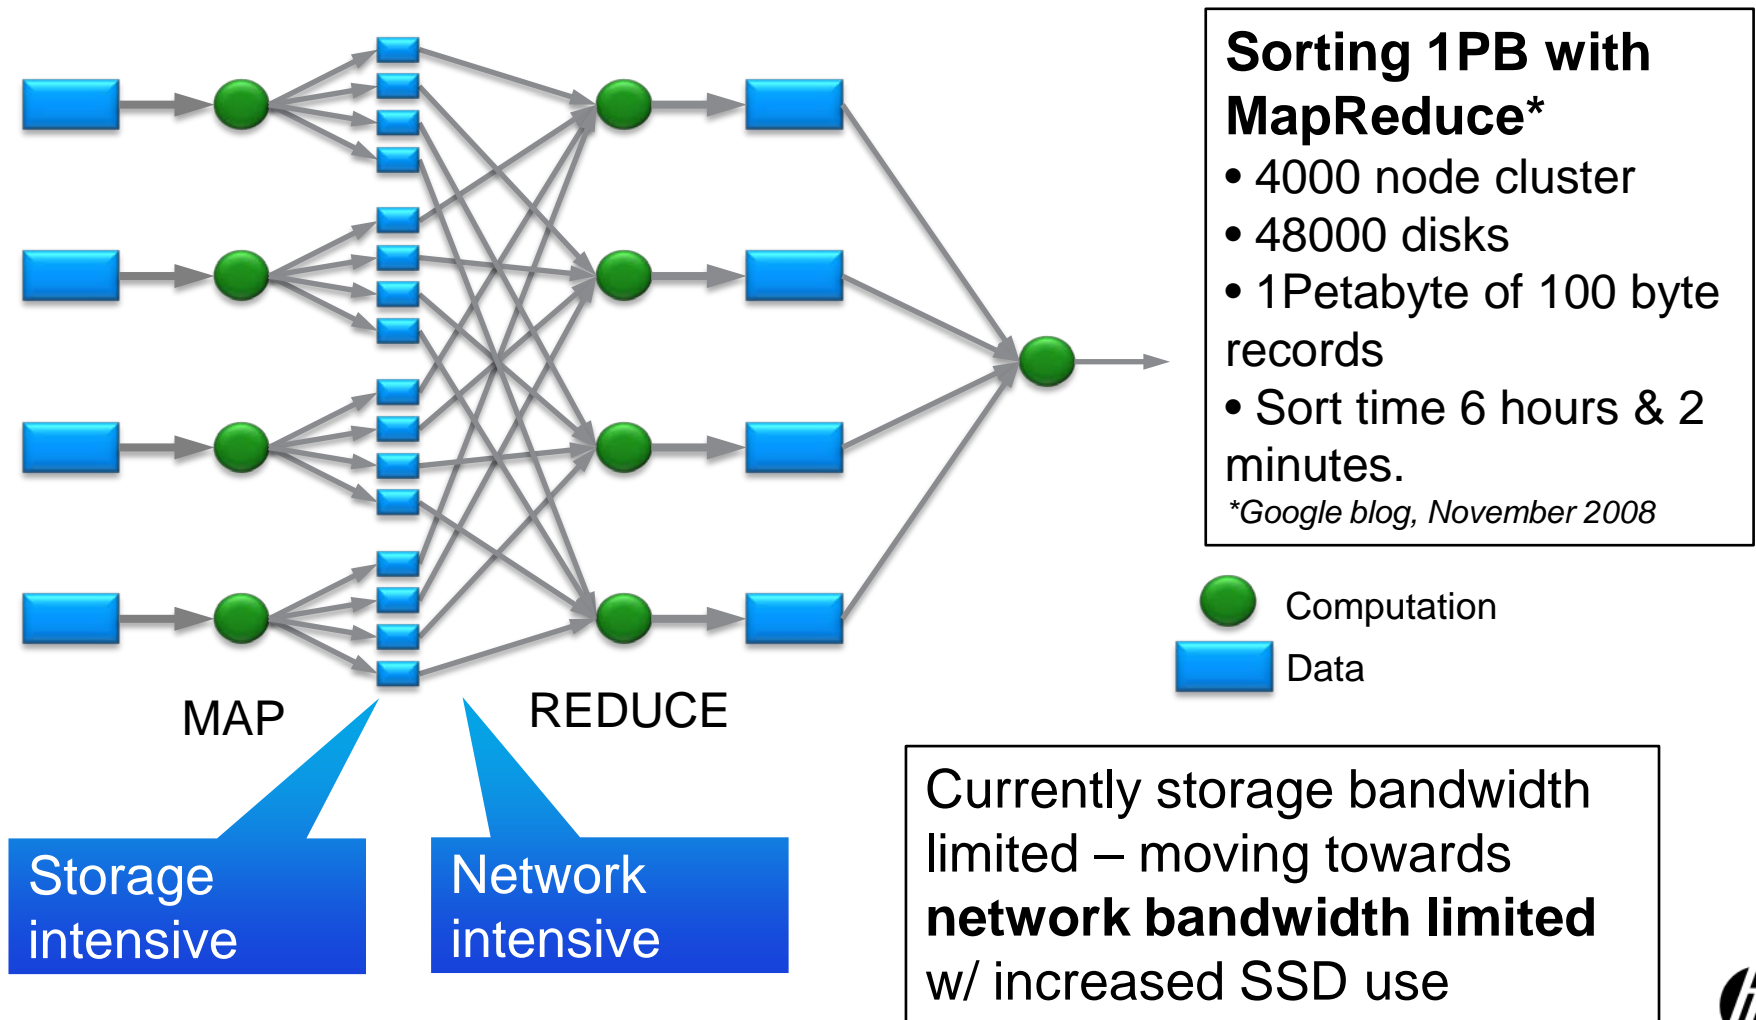 Sorting 1PB with
MapReduce*
• 4000 node cluster
• 48000 disks
• 1Petabyte of 100 byte
records
• Sort time 6 hours & 2
minutes.
*Google blog, November 2008
Computation
Data
MAP
REDUCE
Storage
intensive
Network
intensive
Currently storage bandwidth
limited – moving towards
network bandwidth limited
w/ increased SSD use